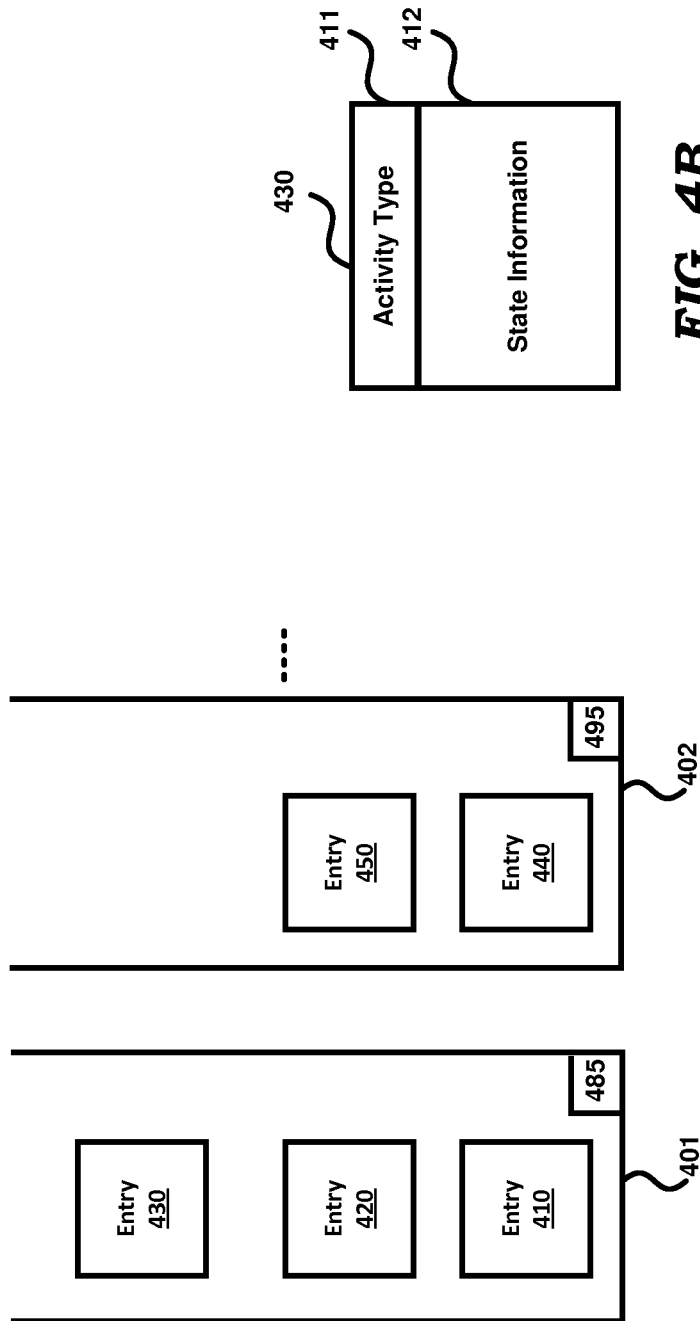 Entry
430
Entry
420
Entry
410
485
401
Entry
450
Entry
440
495
402
430
411
Activity Type
412
State Information
FIG. 4B